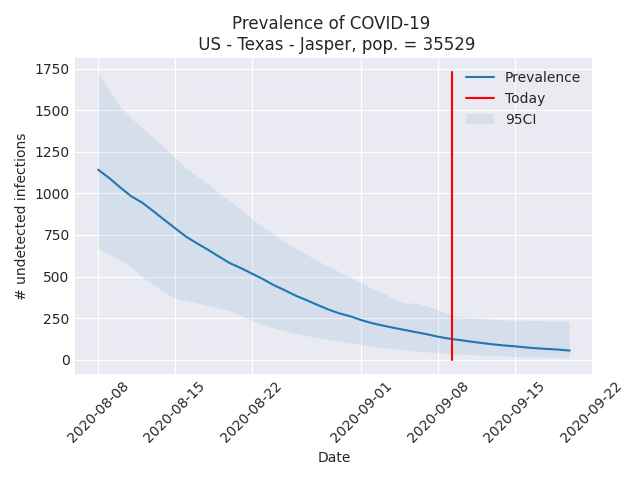 Prevalence of COVID-19
US - Texas - Jasper, pop. = 35529
1750
1500
1250
1000
750
500
250
0
# undetected infections
Prevalence
Today
95CI
2020-08-08
2020-08-15
2020-08-22
2020-09-01
2020-09-08
2020-09-15
2020-09-22
Date